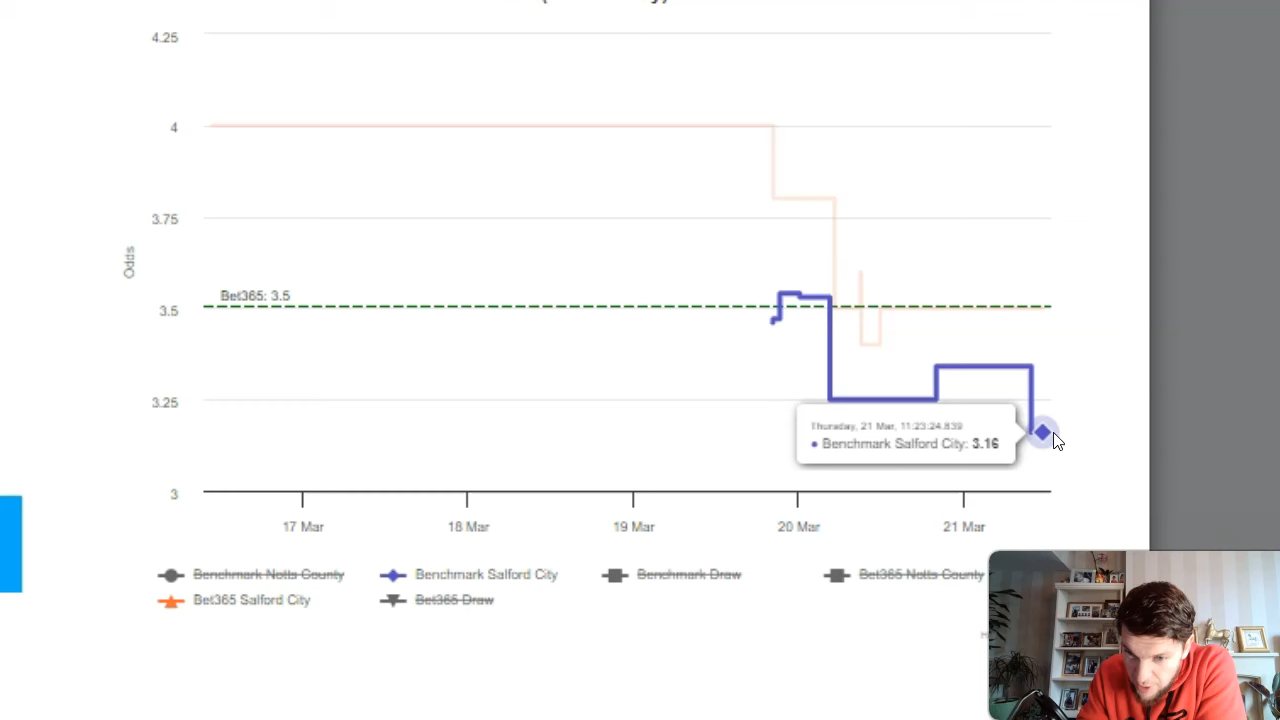 4.25
4
3.75
Odds
Bet365: 3.5
3.5
3.25
Thursday, 21 Mar, 11:23:24.839
Benchmark Salford City: 3.16
3
17 Mar
18 Mar
19 Mar
20 Mar
21 Mar
Benchmark Notts County
Benchmark Salford City
Benchmark Draw
Bet365 Notts County
Bet365 Salford City
Bet365 Draw